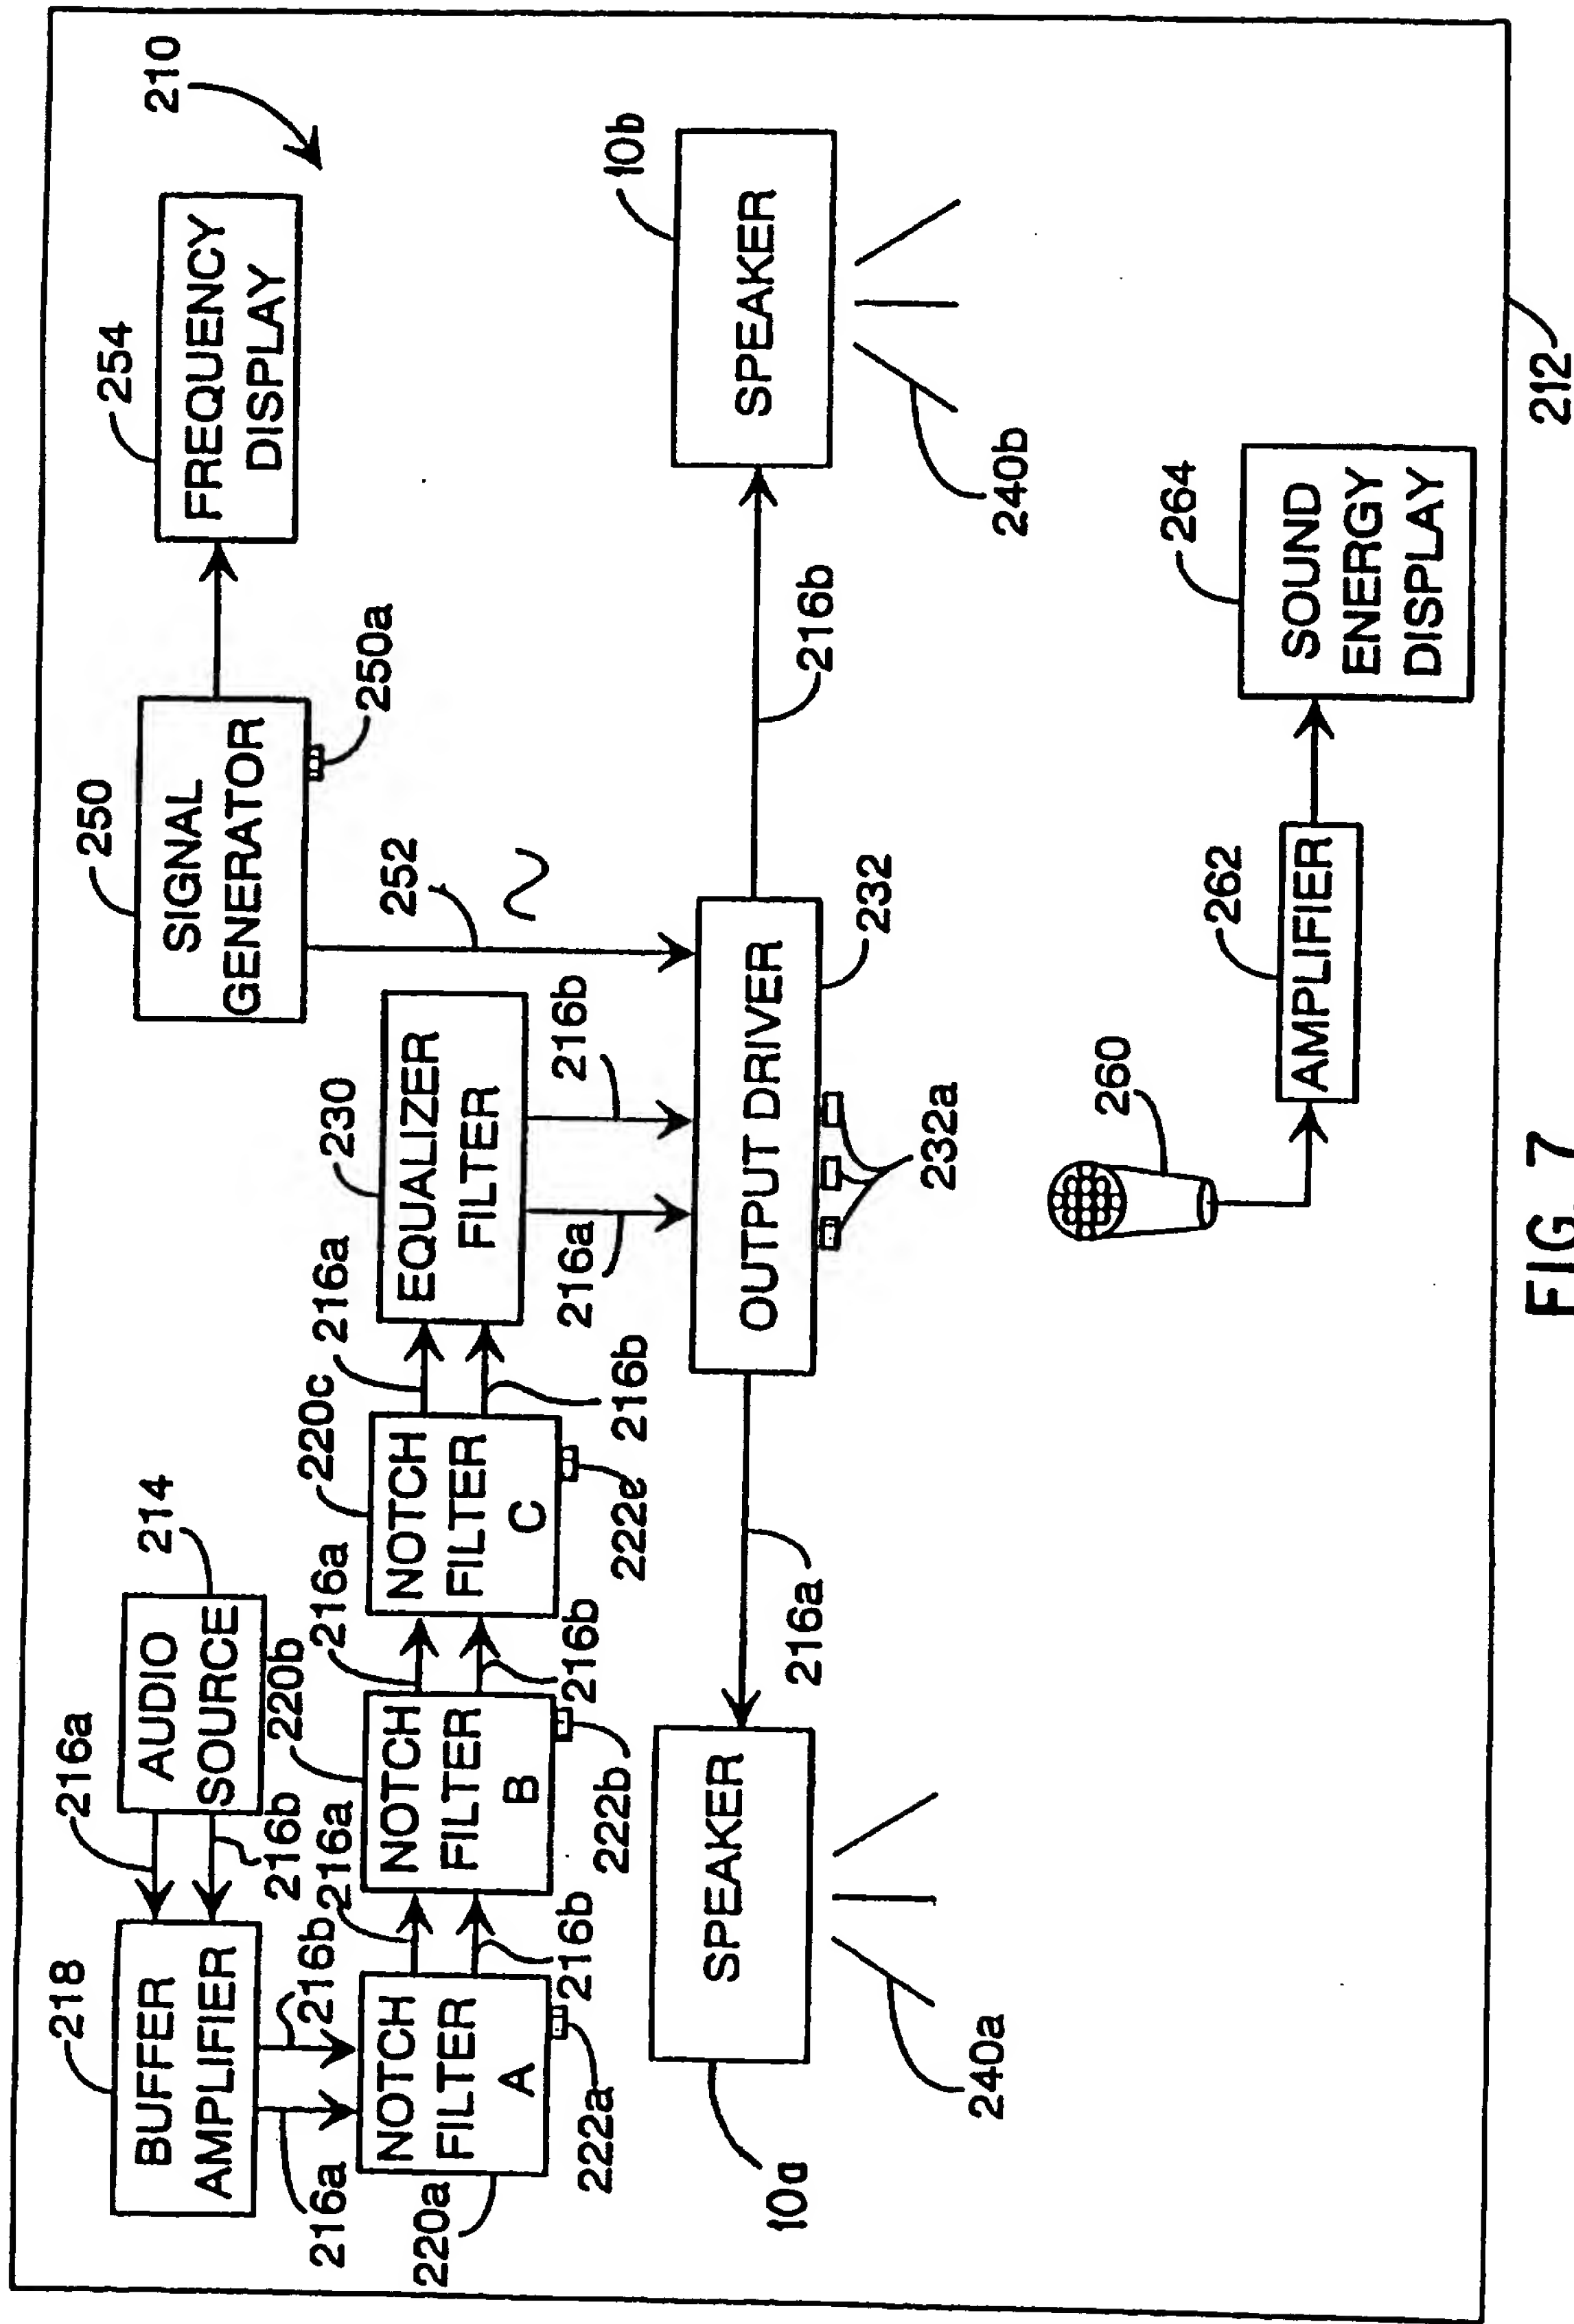 210
254
FREQUENCY
DISPLAY
250
SIGNAL
GENERATOR
250a
252
214
AUDIO
SOURCE
216a
216b
218
BUFFER
AMPLIFIER
216a
216b
220a
NOTCH
FILTER
A
222a
216a
216b
220b
NOTCH
FILTER
B
222b
216a
216b
220c
NOTCH
FILTER
C
222c
216a
216b
230
EQUALIZER
FILTER
216a
216b
OUTPUT DRIVER
232
232a
216a
216b
SPEAKER
10a
240a
SPEAKER
10b
240b
260
262
AMPLIFIER
264
SOUND
ENERGY
DISPLAY
212
FIG. 7